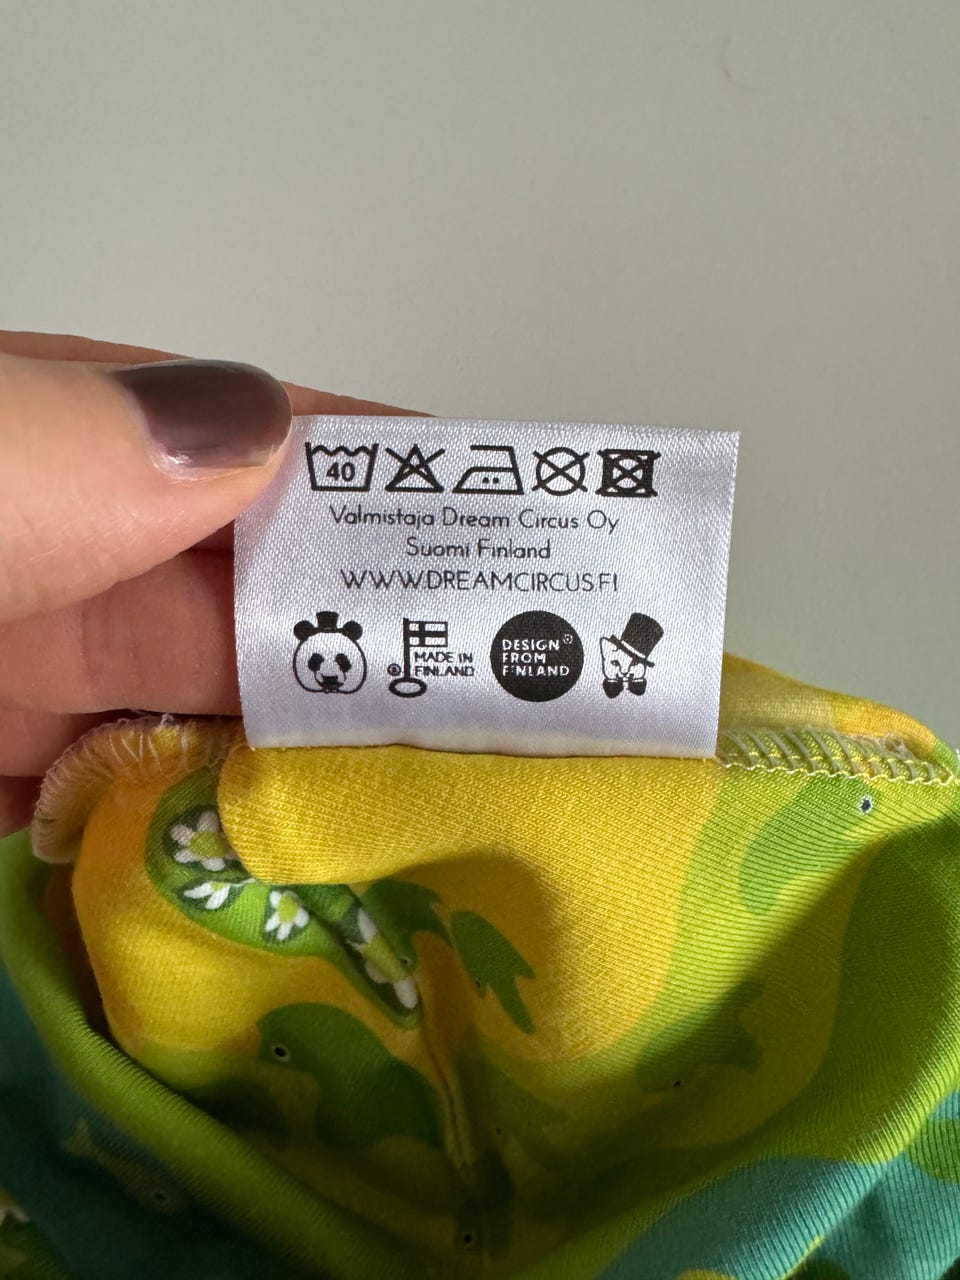 40
Valmistaja Dream Circus Oy
Suomi Finland
WWW.DREAMCIRCUS.FI
MADE IN
FINLAND
DESIGN
FROM
FINLAND